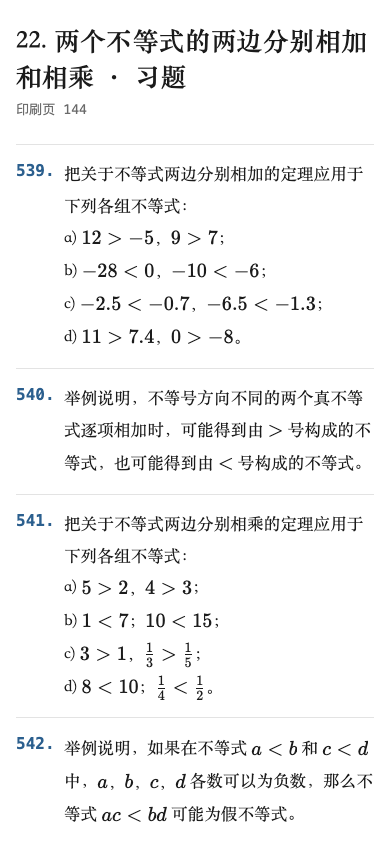 22. 两个不等式的两边分别相加
和相乘 · 习题
印刷页 144
539. 把关于不等式两边分别相加的定理应用于
下列各组不等式：
a) 12 > −5, 9 > 7；
b) −28 < 0, −10 < −6；
c) −2.5 < −0.7, −6.5 < −1.3；
d) 11 > 7.4, 0 > −8。
540. 举例说明，不等号方向不同的两个真不等
式逐项相加时，可能得到由 > 号构成的不
等式，也可能得到由 < 号构成的不等式。
541. 把关于不等式两边分别相乘的定理应用于
下列各组不等式：
a) 5 > 2, 4 > 3；
b) 1 < 7；10 < 15；
c) 3 > 1, 1/3 > 1/5；
d) 8 < 10；1/4 < 1/2。
542. 举例说明，如果在不等式 a < b 和 c < d
中，a, b, c, d 各数可以为负数，那么不
等式 ac < bd 可能为假不等式。